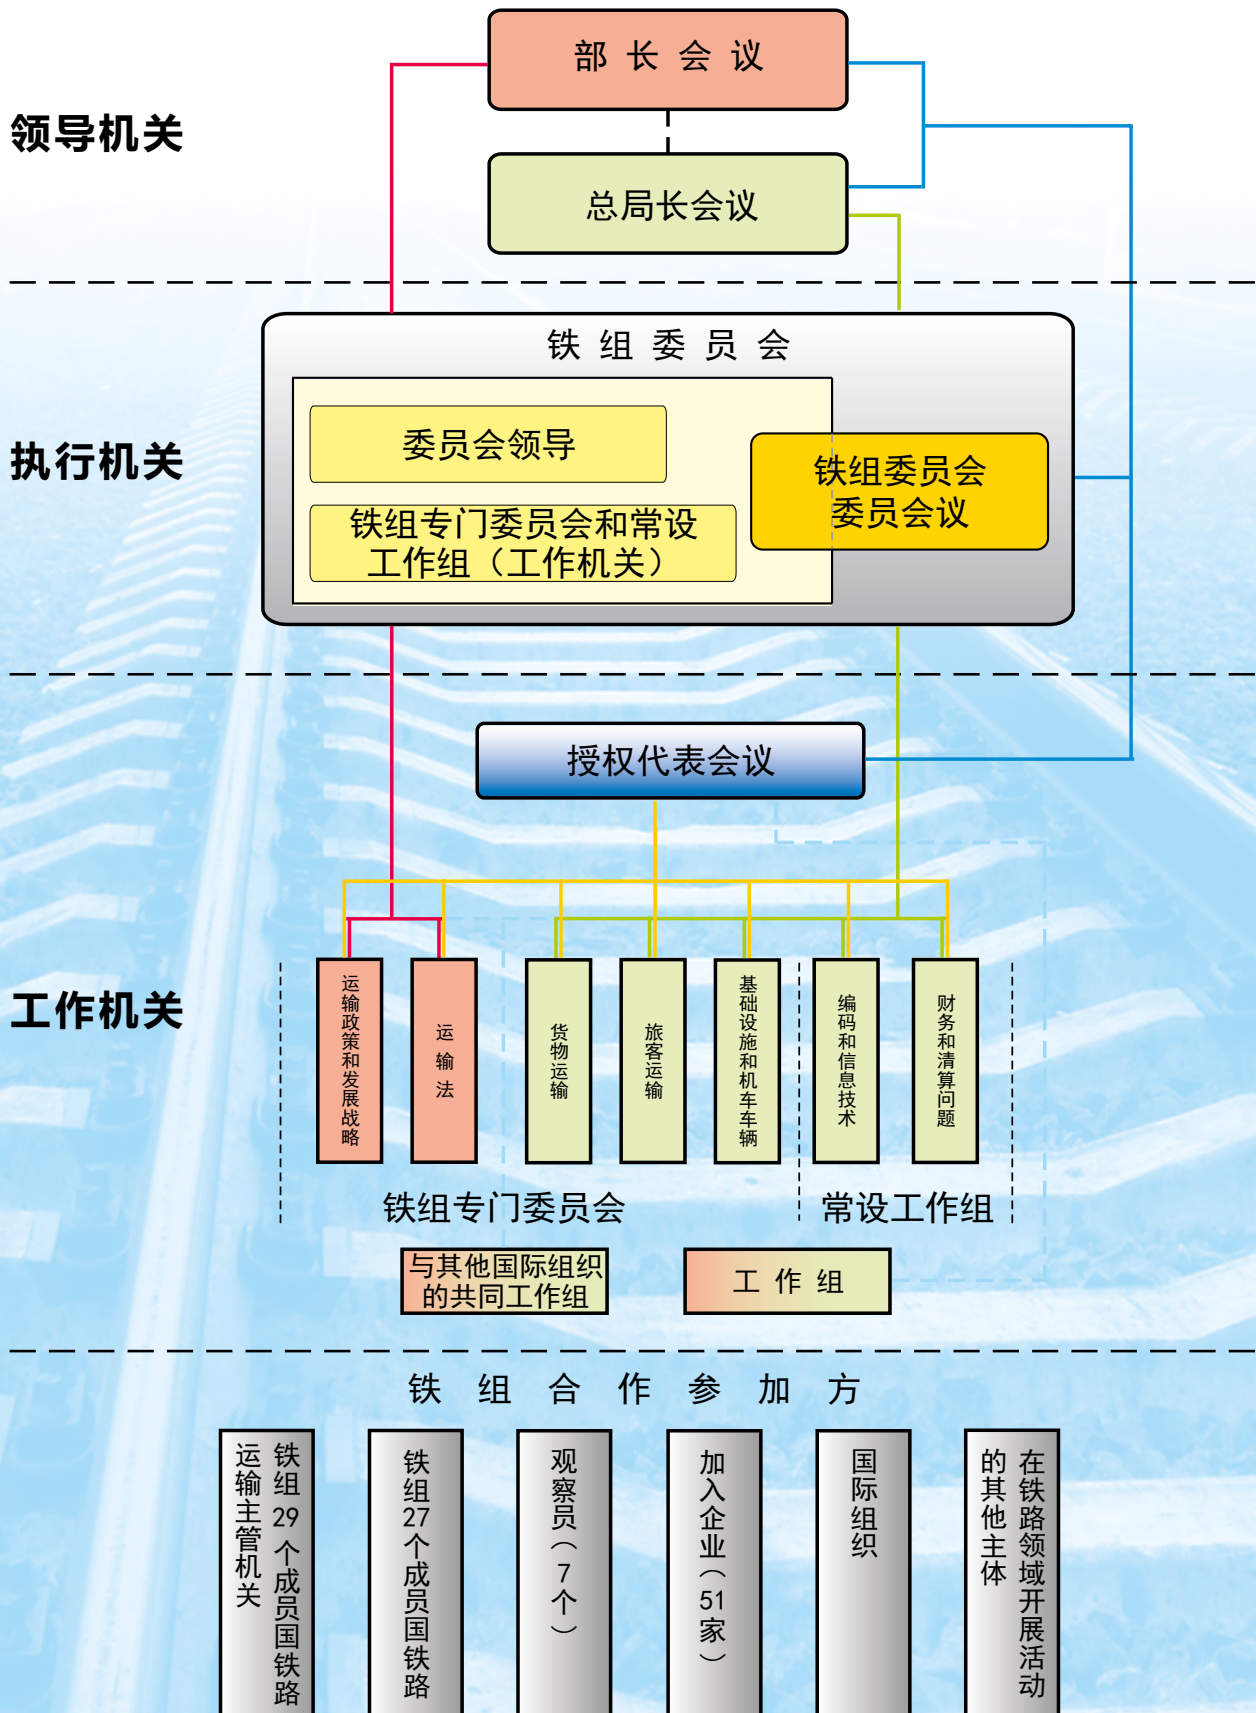 部长会议
领导机关
总局长会议
铁组委员会
委员会领导
执行机关
铁组委员会
委员会议
铁组专门委员会和常设
工作组（工作机关）
授权代表会议
工作机关
运输政策和发展战略
运输法
货物运输
旅客运输
基础设施和机车车辆
编码和信息技术
财务和清算问题
铁组专门委员会
常设工作组
与其他国际组织
的共同工作组
工作组
铁组合作参加方
铁组29个成员国铁路
运输主管机关
铁组27个成员国铁路
观察员（7个）
加入企业（51家）
国际组织
在铁路领域开展活动
的其他主体